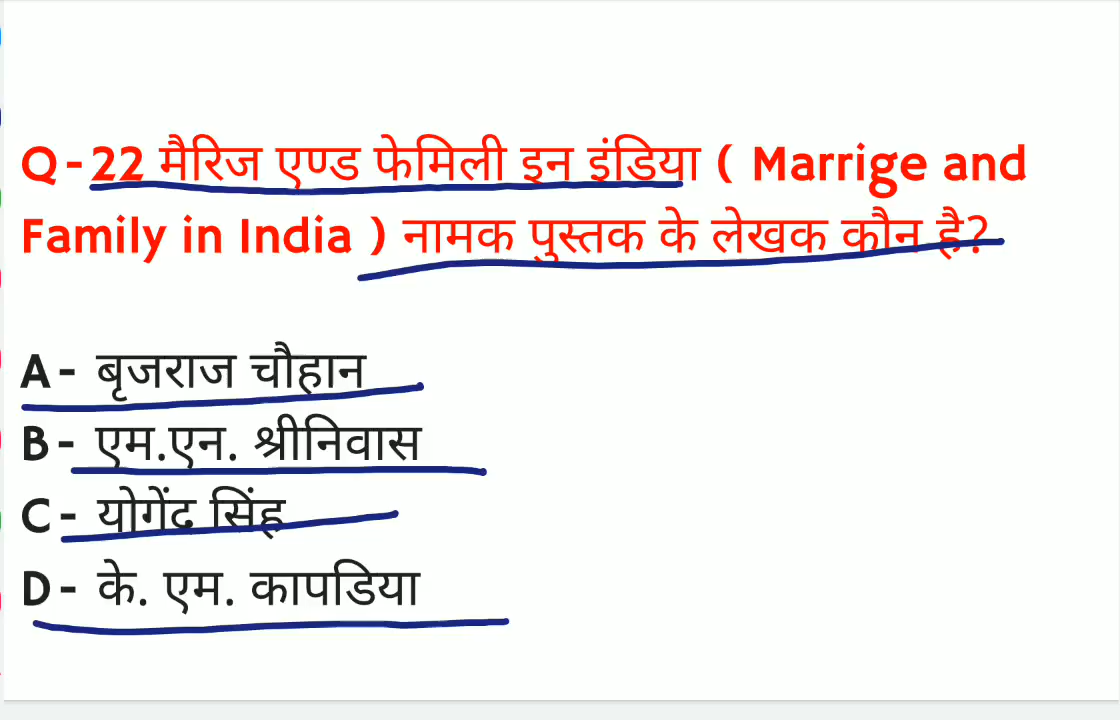 Q-22 मैरिज एण्ड फेमिली इन इंडिया ( Marrige and
Family in India ) नामक पुस्तक के लेखक कौन है?
A- बृजराज चौहान
B- एम.एन. श्रीनिवास
C- योगेंद सिंह
D- के. एम. कापडिया